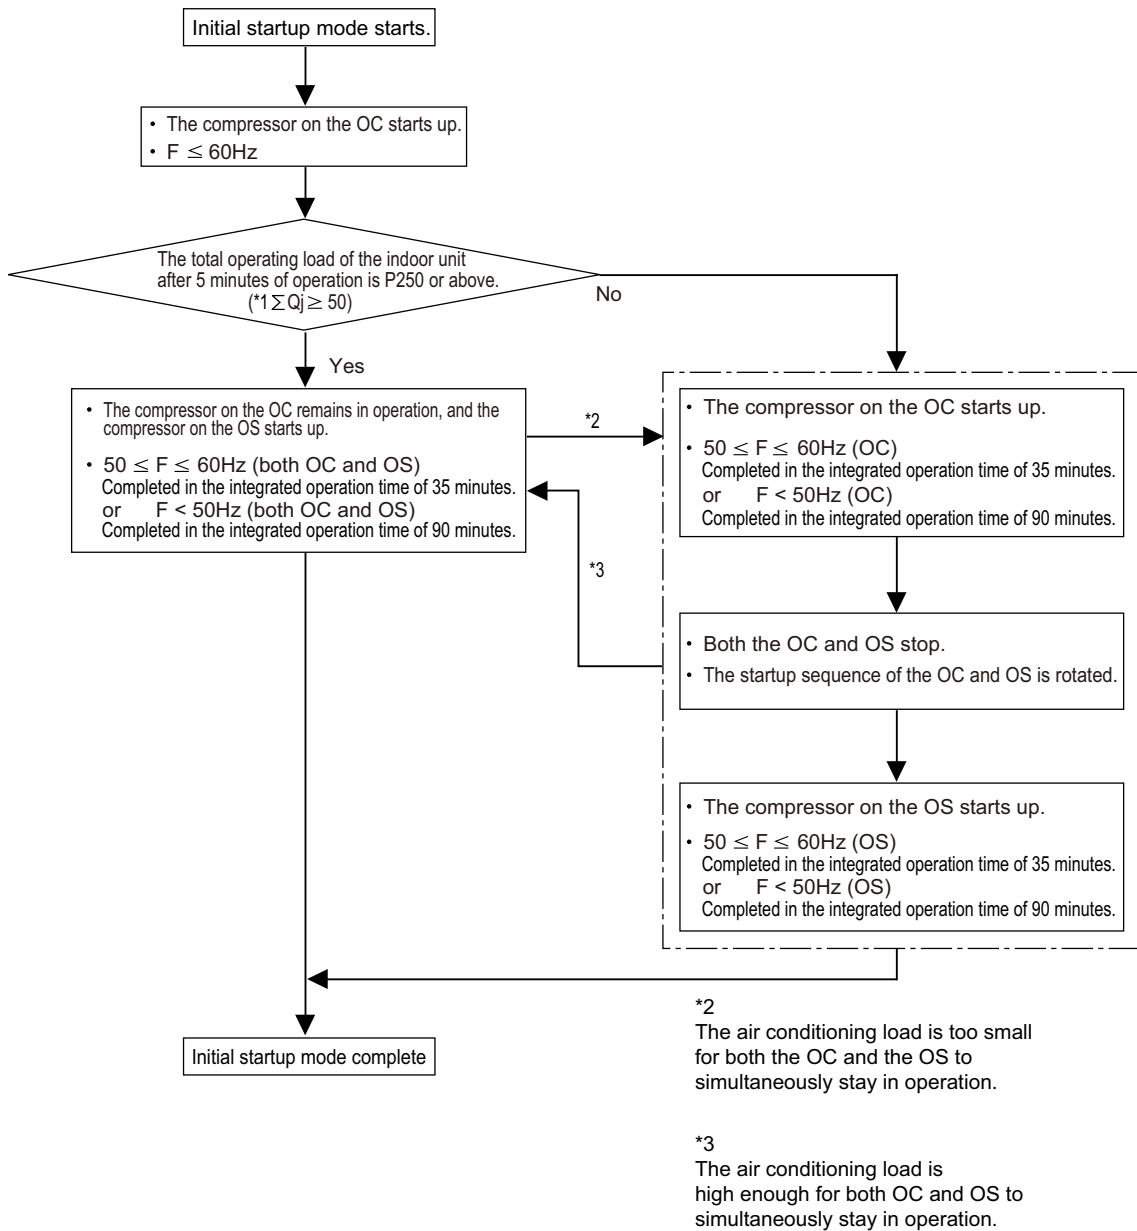 Initial startup mode starts.
• The compressor on the OC starts up.
• F ≤ 60Hz
The total operating load of the indoor unit
after 5 minutes of operation is P250 or above.
(*1 ∑Qj ≥ 50)
No
Yes
• The compressor on the OC remains in operation, and the
compressor on the OS starts up.
• 50 ≤ F ≤ 60Hz (both OC and OS)
Completed in the integrated operation time of 35 minutes.
or F < 50Hz (both OC and OS)
Completed in the integrated operation time of 90 minutes.
*2
*3
• The compressor on the OC starts up.
• 50 ≤ F ≤ 60Hz (OC)
Completed in the integrated operation time of 35 minutes.
or F < 50Hz (OC)
Completed in the integrated operation time of 90 minutes.
• Both the OC and OS stop.
• The startup sequence of the OC and OS is rotated.
• The compressor on the OS starts up.
• 50 ≤ F ≤ 60Hz (OS)
Completed in the integrated operation time of 35 minutes.
or F < 50Hz (OS)
Completed in the integrated operation time of 90 minutes.
Initial startup mode complete
*2
The air conditioning load is too small
for both the OC and the OS to
simultaneously stay in operation.
*3
The air conditioning load is
high enough for both OC and OS to
simultaneously stay in operation.